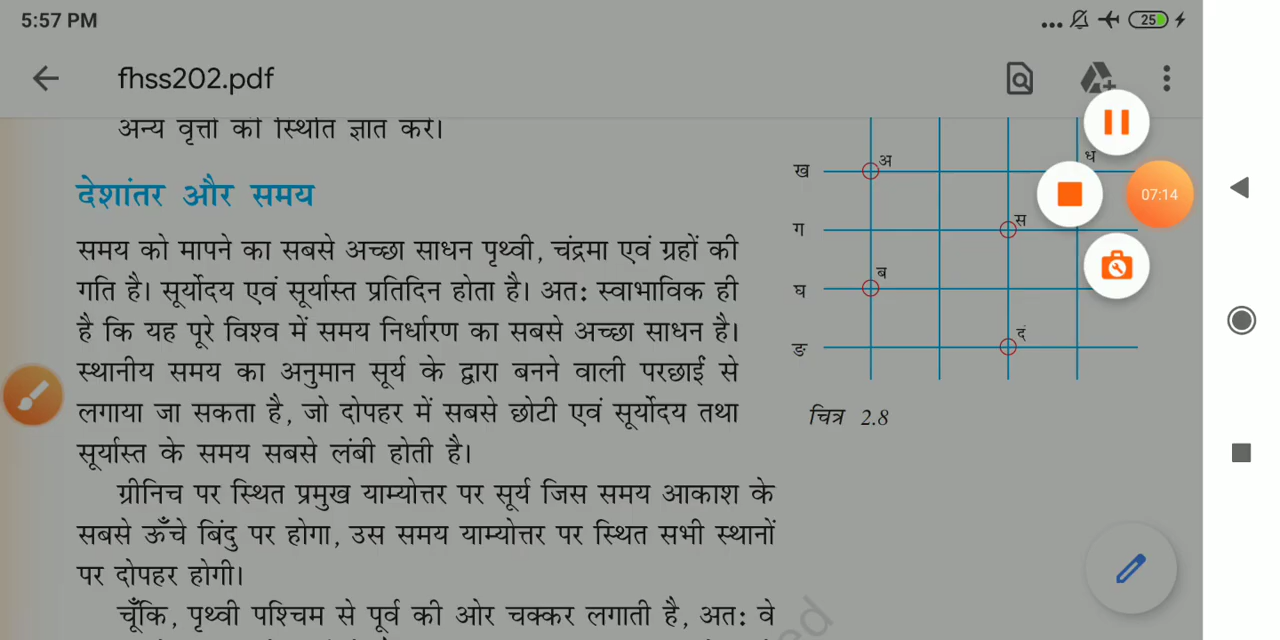 5:57 PM
25
fhss202.pdf
अन्य वृत्तों की स्थिति ज्ञात करें।
देशांतर और समय
समय को मापने का सबसे अच्छा साधन पृथ्वी, चंद्रमा एवं ग्रहों की
गति है। सूर्योदय एवं सूर्यास्त प्रतिदिन होता है। अत: स्वाभाविक ही
है कि यह पूरे विश्व में समय निर्धारण का सबसे अच्छा साधन है।
स्थानीय समय का अनुमान सूर्य के द्वारा बनने वाली परछाईं से
लगाया जा सकता है, जो दोपहर में सबसे छोटी एवं सूर्योदय तथा
सूर्यास्त के समय सबसे लंबी होती है।
ग्रीनिच पर स्थित प्रमुख याम्योत्तर पर सूर्य जिस समय आकाश के
सबसे ऊँचे बिंदु पर होगा, उस समय याम्योत्तर पर स्थित सभी स्थानों
पर दोपहर होगी।
चूँकि, पृथ्वी पश्चिम से पूर्व की ओर चक्कर लगाती है, अत: वे
ख
अ
ध
ग
स
घ
ब
ङ
द
चित्र 2.8
07:14